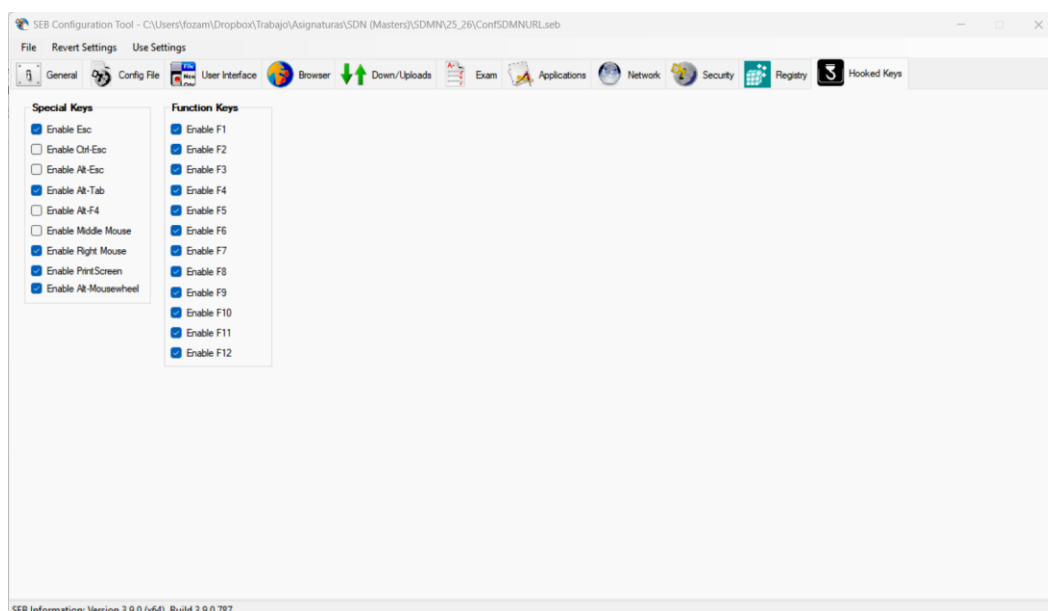 SEB Configuration Tool - C:\Users\fozam\Dropbox\Trabajo\Asignaturas\SDN (Masters)\SDMN\25_26\ConfSDMNURL.seb
File Revert Settings Use Settings
General Config File User Interface Browser Down/Uploads Exam Applications Network Security Registry Hooked Keys
Special Keys Function Keys
Enable Esc Enable F1
Enable Ctrl-Esc Enable F2
Enable Alt-Esc Enable F3
Enable Alt-Tab Enable F4
Enable Alt-F4 Enable F5
Enable Middle Mouse Enable F6
Enable Right Mouse Enable F7
Enable PrintScreen Enable F8
Enable Alt-Mousewheel Enable F9
Enable F10
Enable F11
Enable F12
SEB Information: Version 3.9.0 (x64), Build 3.9.0.787